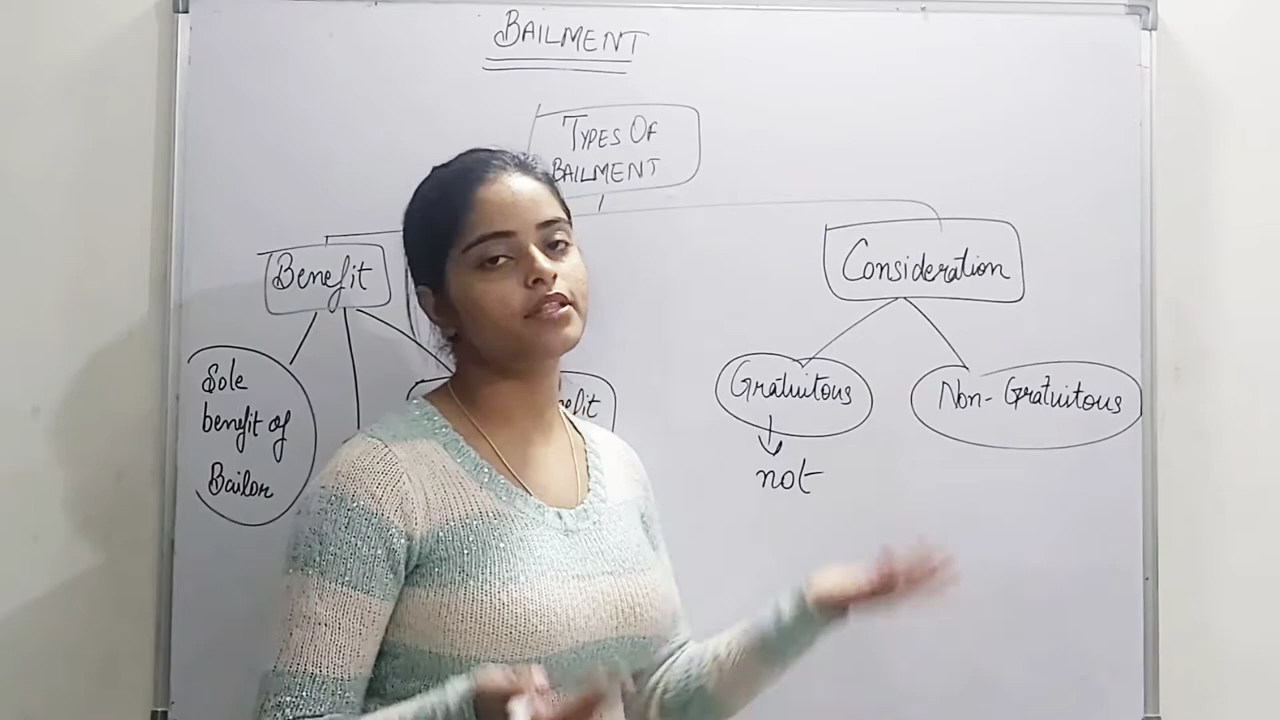 BAILMENT
TYPES OF
BAILMENT
Benefit
Consideration
Sole
benefit of
Bailor
Gratuitous
Non-Gratuitous
not